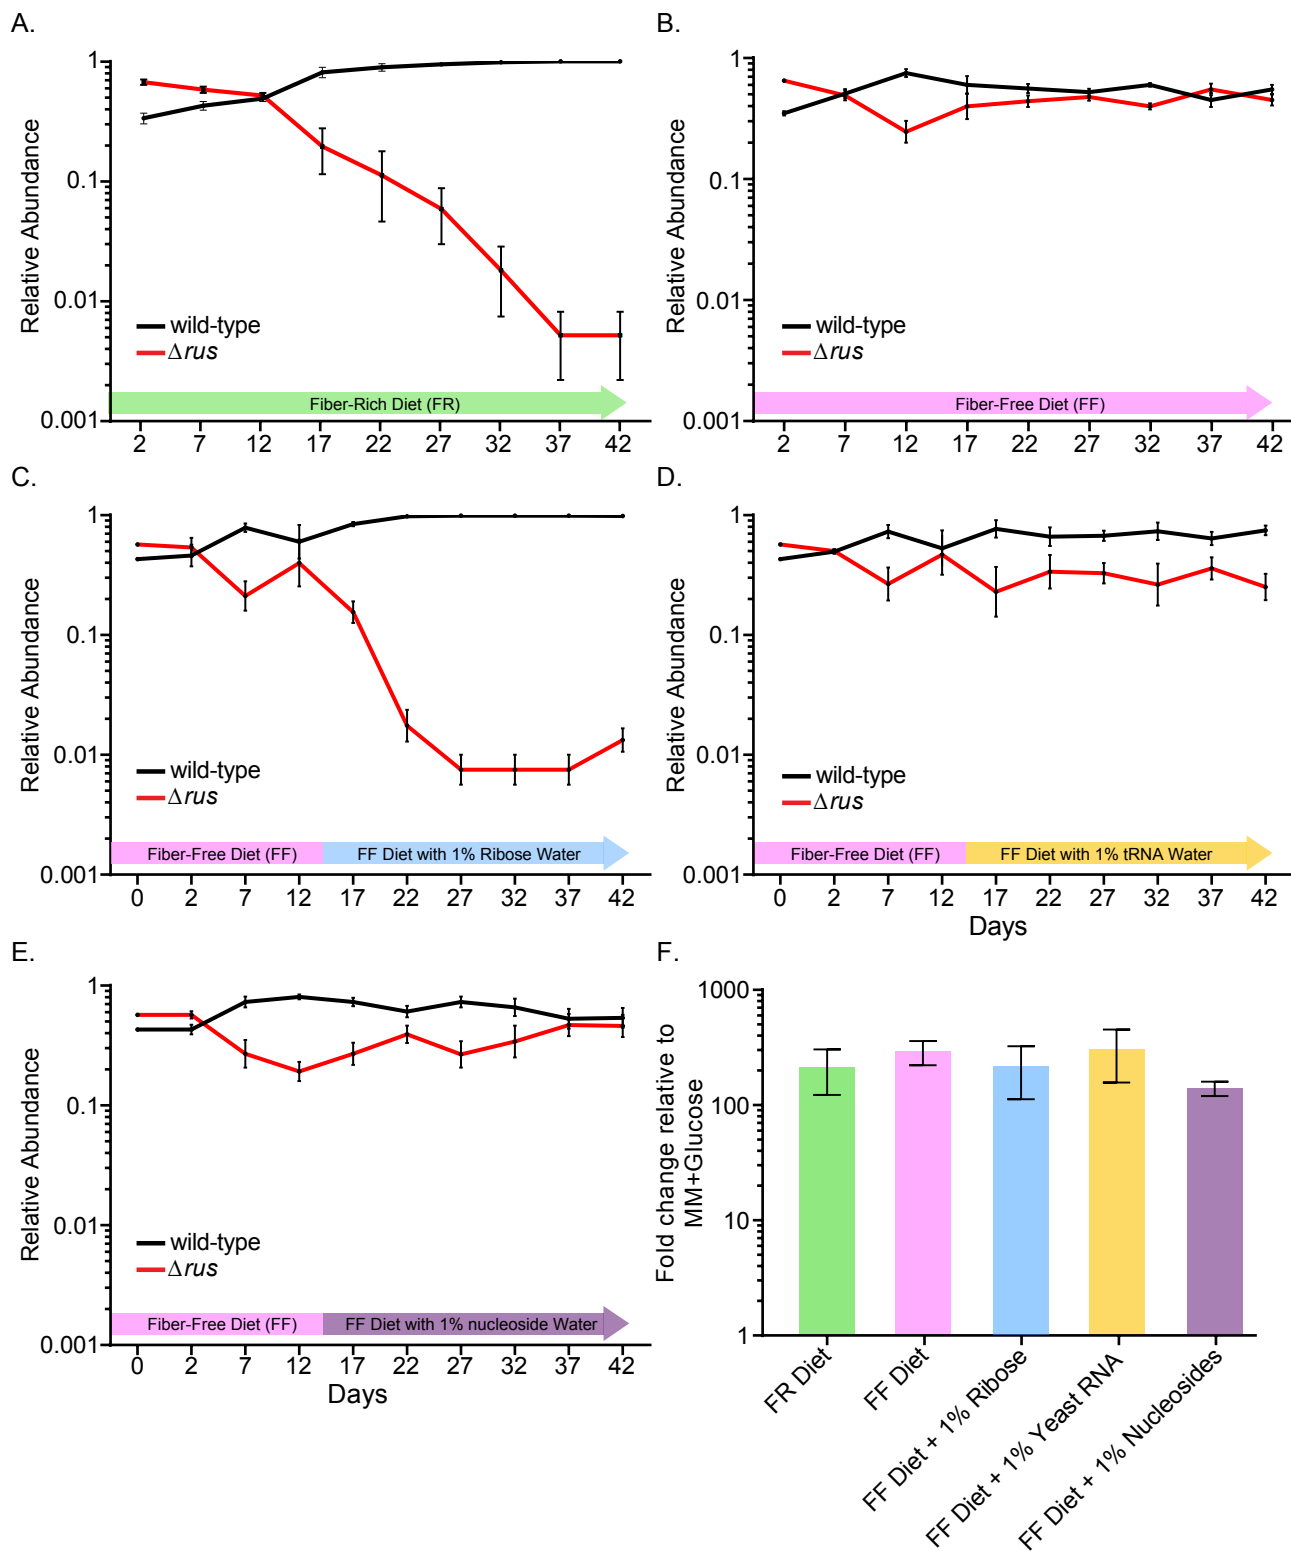 A.
Relative Abundance
1
0.1
0.01
0.001
wild-type
Δrus
Fiber-Rich Diet (FR)
2 7 12 17 22 27 32 37 42
B.
Relative Abundance
1
0.1
0.01
0.001
wild-type
Δrus
Fiber-Free Diet (FF)
2 7 12 17 22 27 32 37 42
C.
Relative Abundance
1
0.1
0.01
0.001
wild-type
Δrus
Fiber-Free Diet (FF) FF Diet with 1% Ribose Water
0 2 7 12 17 22 27 32 37 42
D.
Relative Abundance
1
0.1
0.01
0.001
wild-type
Δrus
Fiber-Free Diet (FF) FF Diet with 1% tRNA Water
0 2 7 12 17 22 27 32 37 42
Days
E.
Relative Abundance
1
0.1
0.01
0.001
wild-type
Δrus
Fiber-Free Diet (FF) FF Diet with 1% nucleoside Water
0 2 7 12 17 22 27 32 37 42
Days
F.
Fold change relative to
MM+Glucose
1000
100
10
1
FR Diet
FF Diet
FF Diet + 1% Ribose
FF Diet + 1% Yeast RNA
FF Diet + 1% Nucleosides